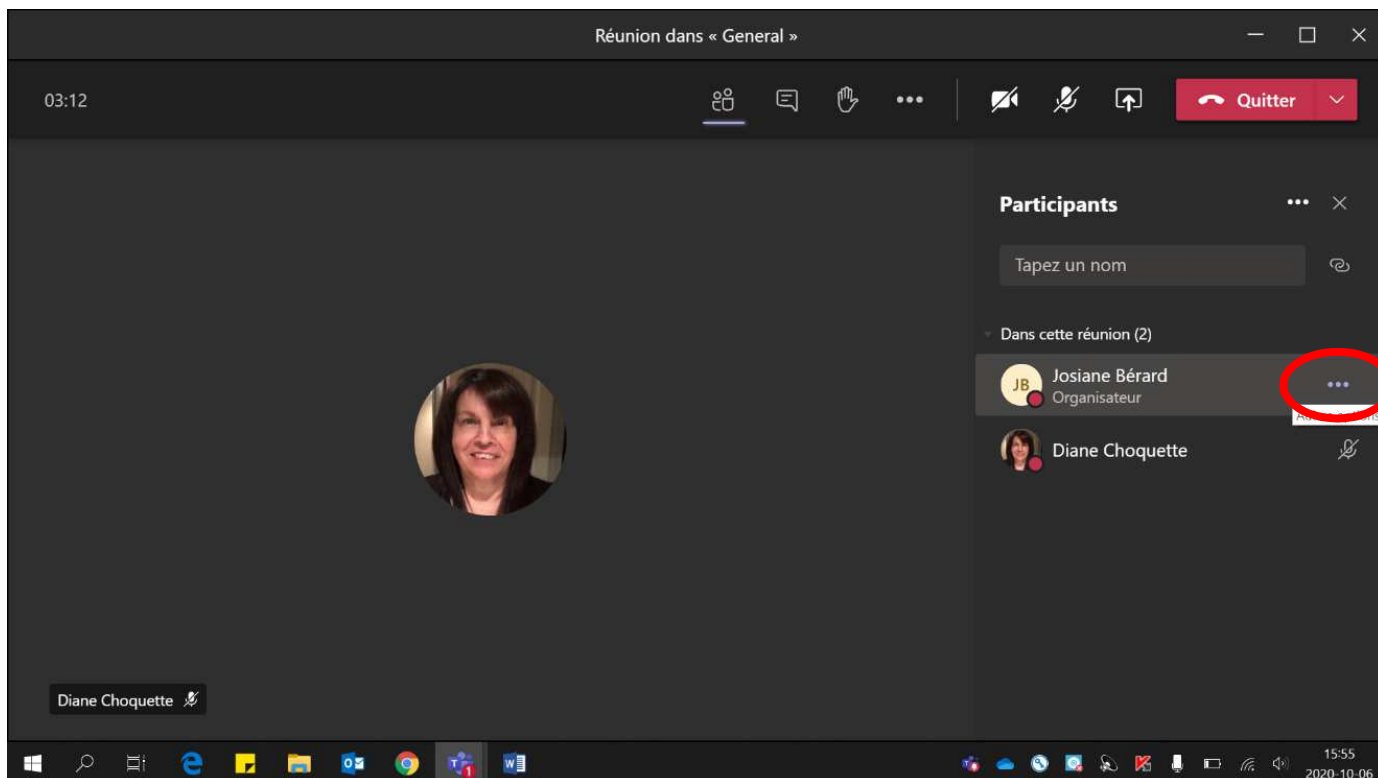 Réunion dans « General »
03:12
Quitter
Participants
Tapez un nom
Dans cette réunion (2)
JB
Josiane Bérard
Organisateur
Diane Choquette
Diane Choquette
15:55
2020-10-06